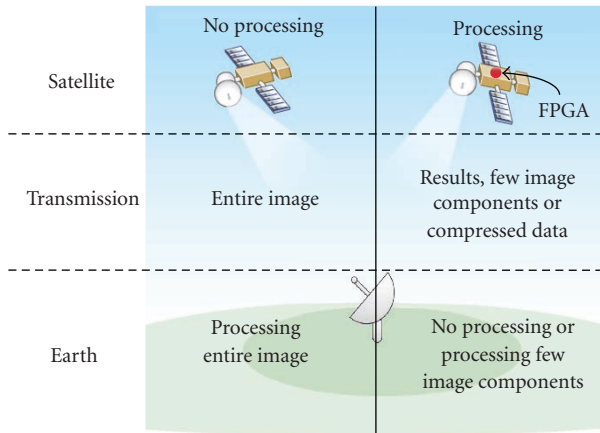 No processing
Processing
Satellite
FPGA
Transmission
Entire image
Results, few image
components or
compressed data
Earth
Processing
entire image
No processing or
processing few
image components